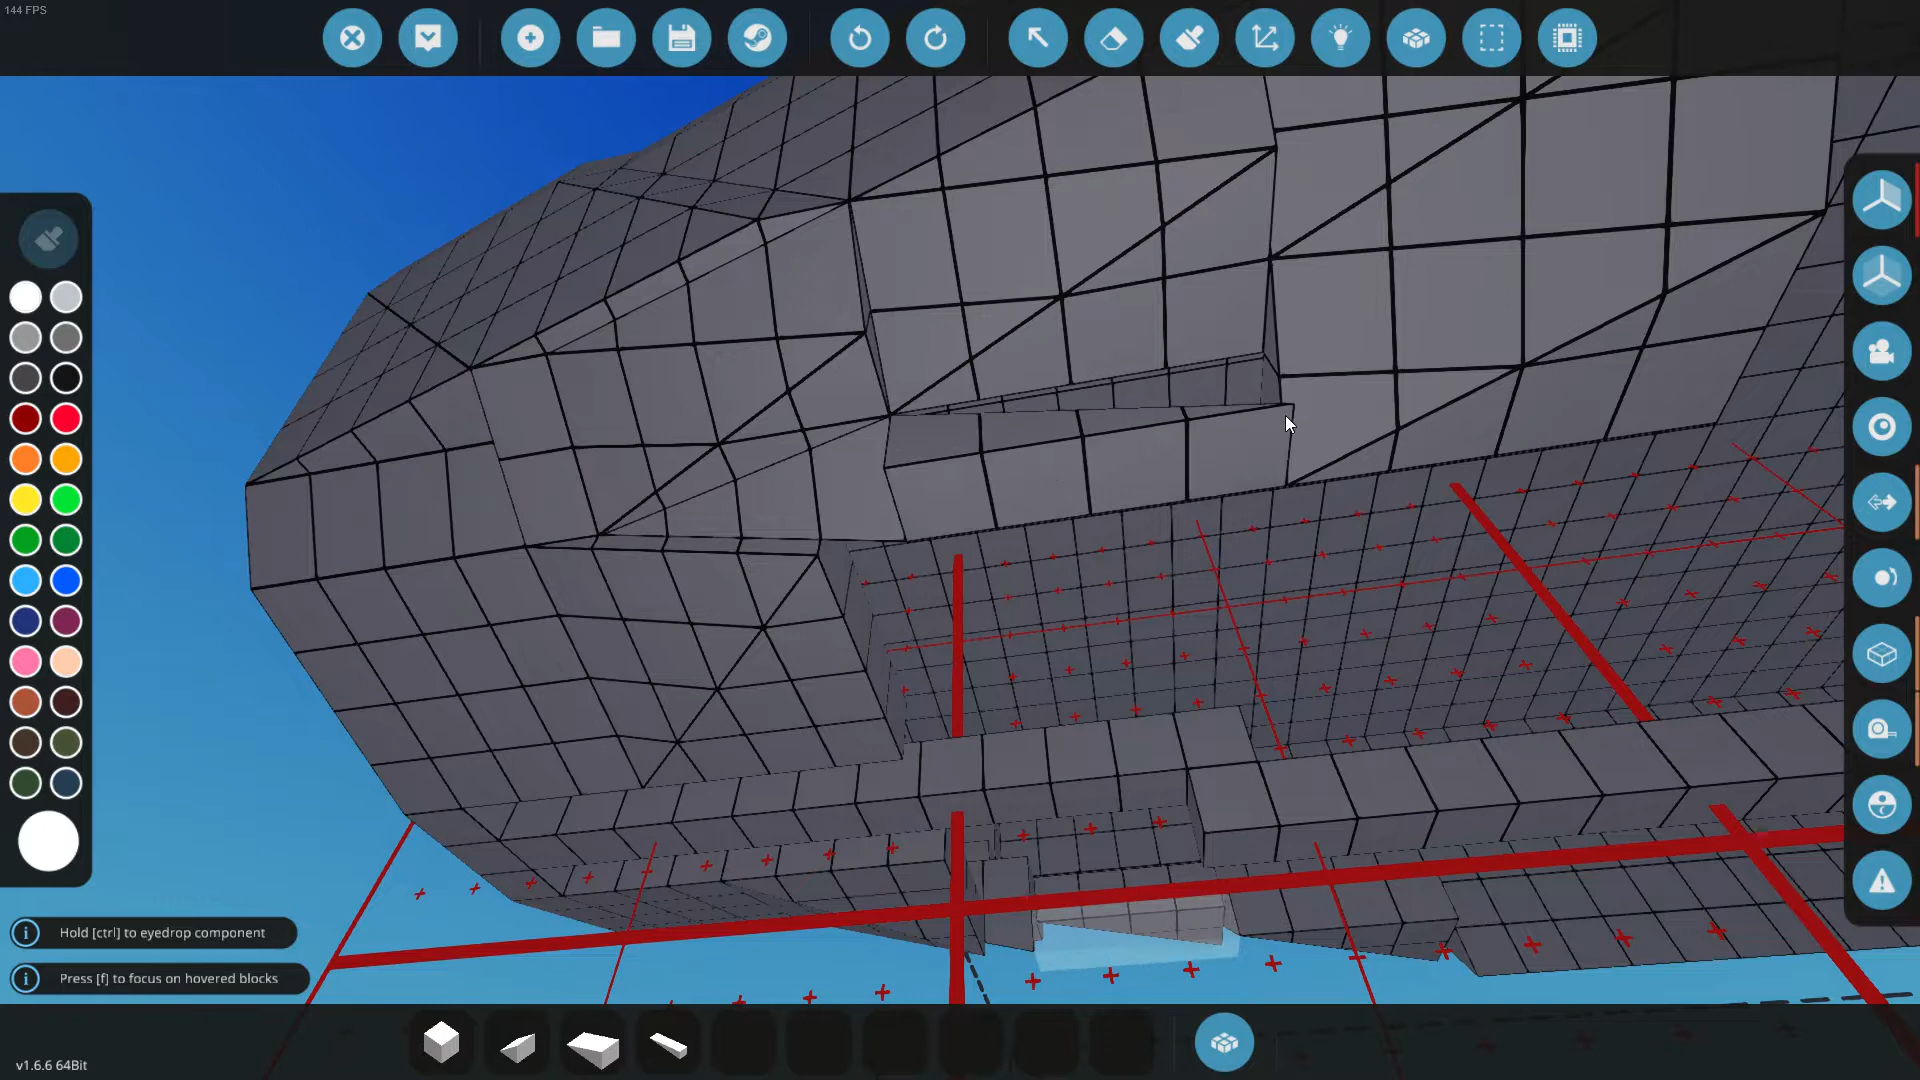 144 FPS
Hold [ctrl] to eyedrop component
Press [f] to focus on hovered blocks
v1.6.6 64Bit